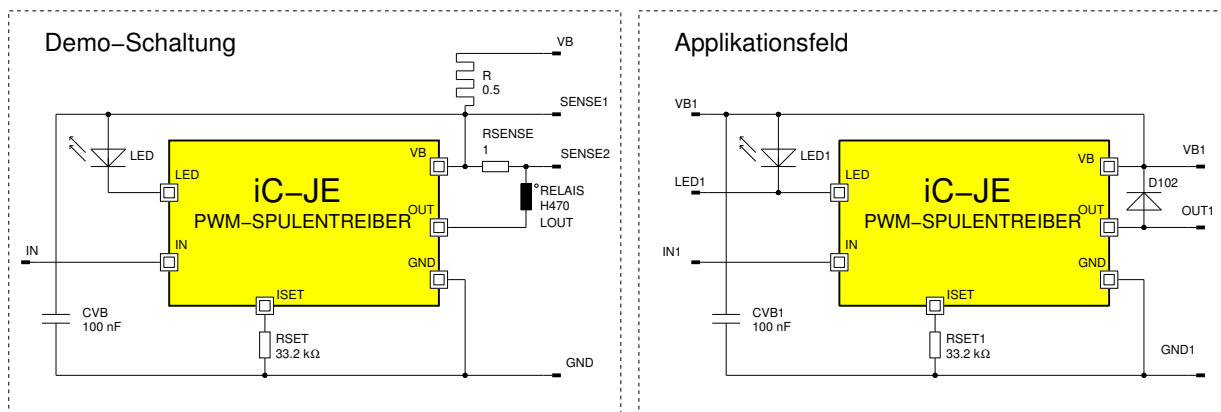 Demo–Schaltung
VB
R
0.5
SENSE1
RSENSE
1
SENSE2
LED
VB
LED
iC–JE
PWM–SPULENTREIBER
°RELAIS
H470
LOUT
OUT
IN
IN
GND
ISET
CVB
100 nF
RSET
33.2 kΩ
GND
Applikationsfeld
VB1
LED1
VB
VB1
LED1
LED
iC–JE
PWM–SPULENTREIBER
D102
OUT
OUT1
IN1
IN
GND
ISET
CVB1
100 nF
RSET1
33.2 kΩ
GND1